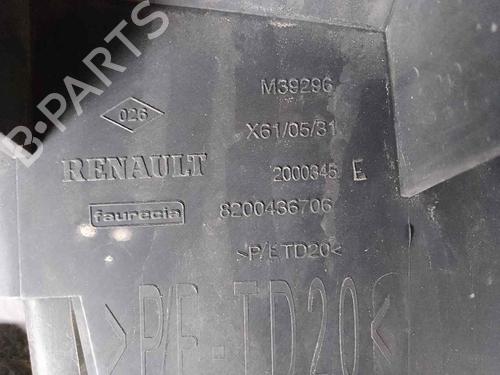 B-PARTS
M39296
026
X61/05/31
RENAULT
2000345 E
faurecia
8200436706
>P/E TD20<
>P/E-TD20<